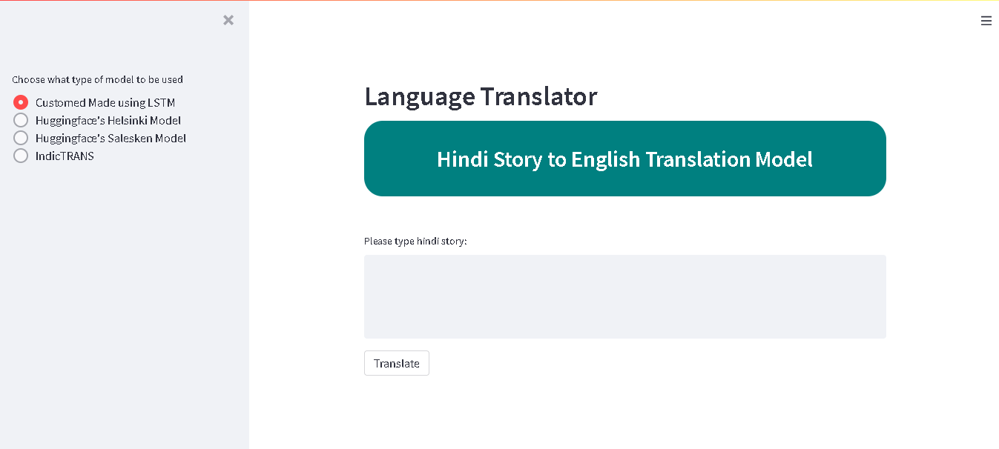 Choose what type of model to be used
Customed Made using LSTM
Huggingface's Helsinki Model
Huggingface's Salesken Model
IndicTRANS
Language Translator
Hindi Story to English Translation Model
Please type hindi story:
Translate